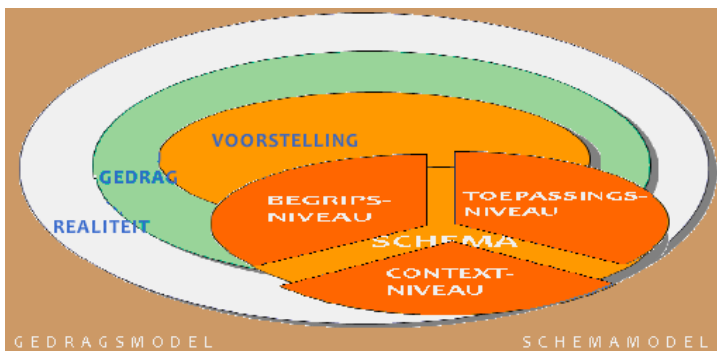 VOORSTELLING
GEDRAG
REALITEIT
BEGRIPS-
NIVEAU
TOEPASSINGS-
NIVEAU
SCHEMA
CONTEXT-
NIVEAU
GEDRAGSMODEL
SCHEMAMODEL